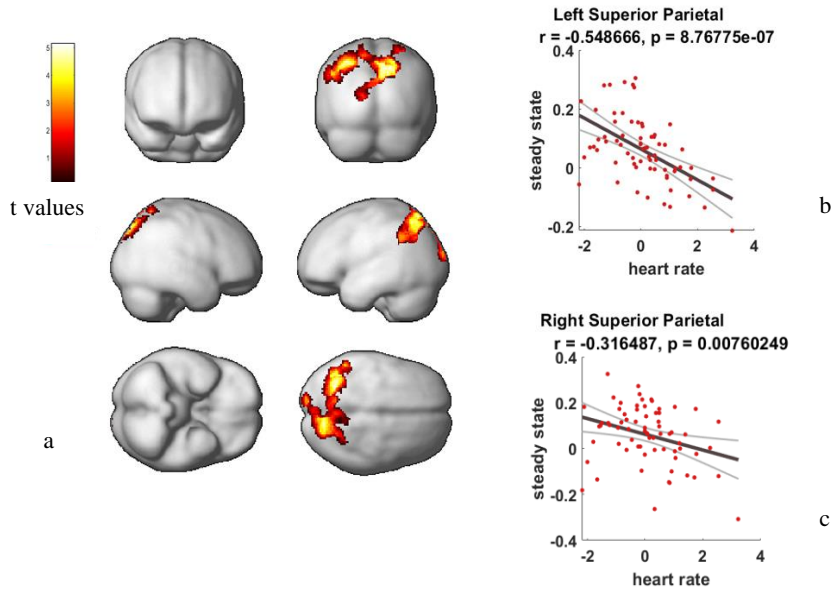 5
4
3
2
1
t values
a
Left Superior Parietal
r = -0.548666, p = 8.76775e-07
0.4
0.2
0
-0.2
steady state
-2 0 2 4
heart rate
b
Right Superior Parietal
r = -0.316487, p = 0.00760249
0.4
0.2
0
-0.2
-0.4
steady state
-2 0 2 4
heart rate
c